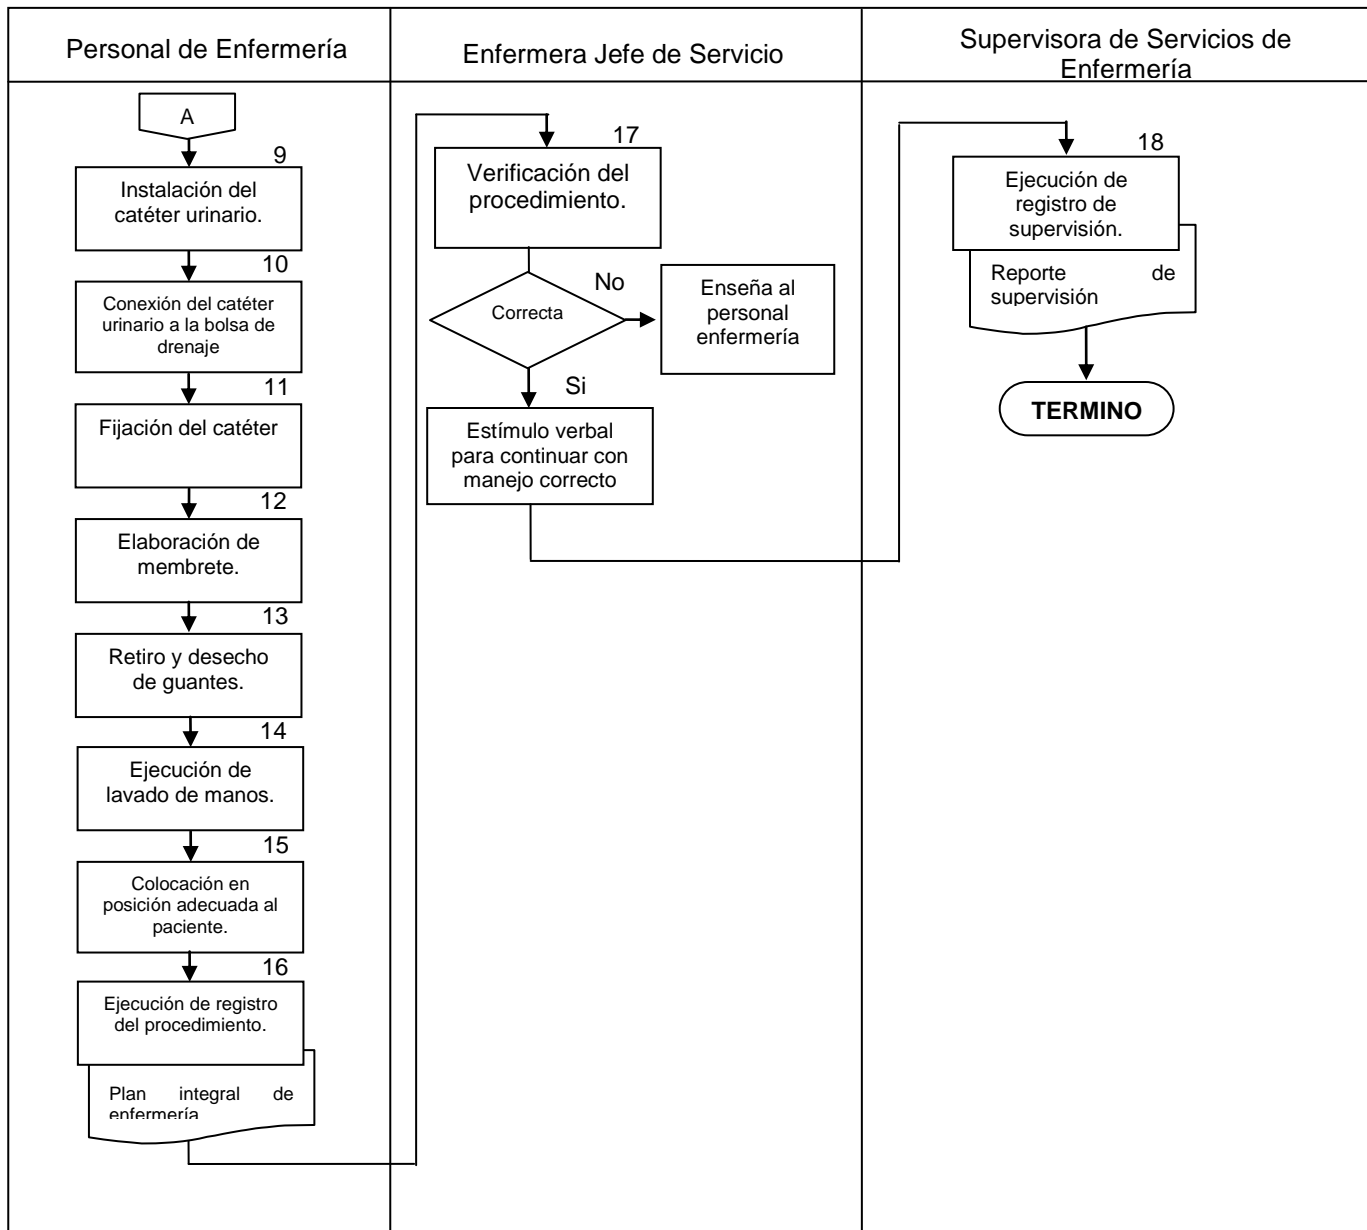 Personal de Enfermería
Enfermera Jefe de Servicio
Supervisora de Servicios de
Enfermería
A
9
Instalación del
catéter urinario.
10
Conexión del catéter
urinario a la bolsa de
drenaje
11
Fijación del catéter
12
Elaboración de
membrete.
13
Retiro y desecho
de guantes.
14
Ejecución de
lavado de manos.
15
Colocación en
posición adecuada al
paciente.
16
Ejecución de registro
del procedimiento.
Plan integral de
enfermería
17
Verificación del
procedimiento.
Correcta
No
Enseña al
personal
enfermería
Si
Estímulo verbal
para continuar con
manejo correcto
18
Ejecución de
registro de
supervisión.
Reporte de
supervisión
TERMINO